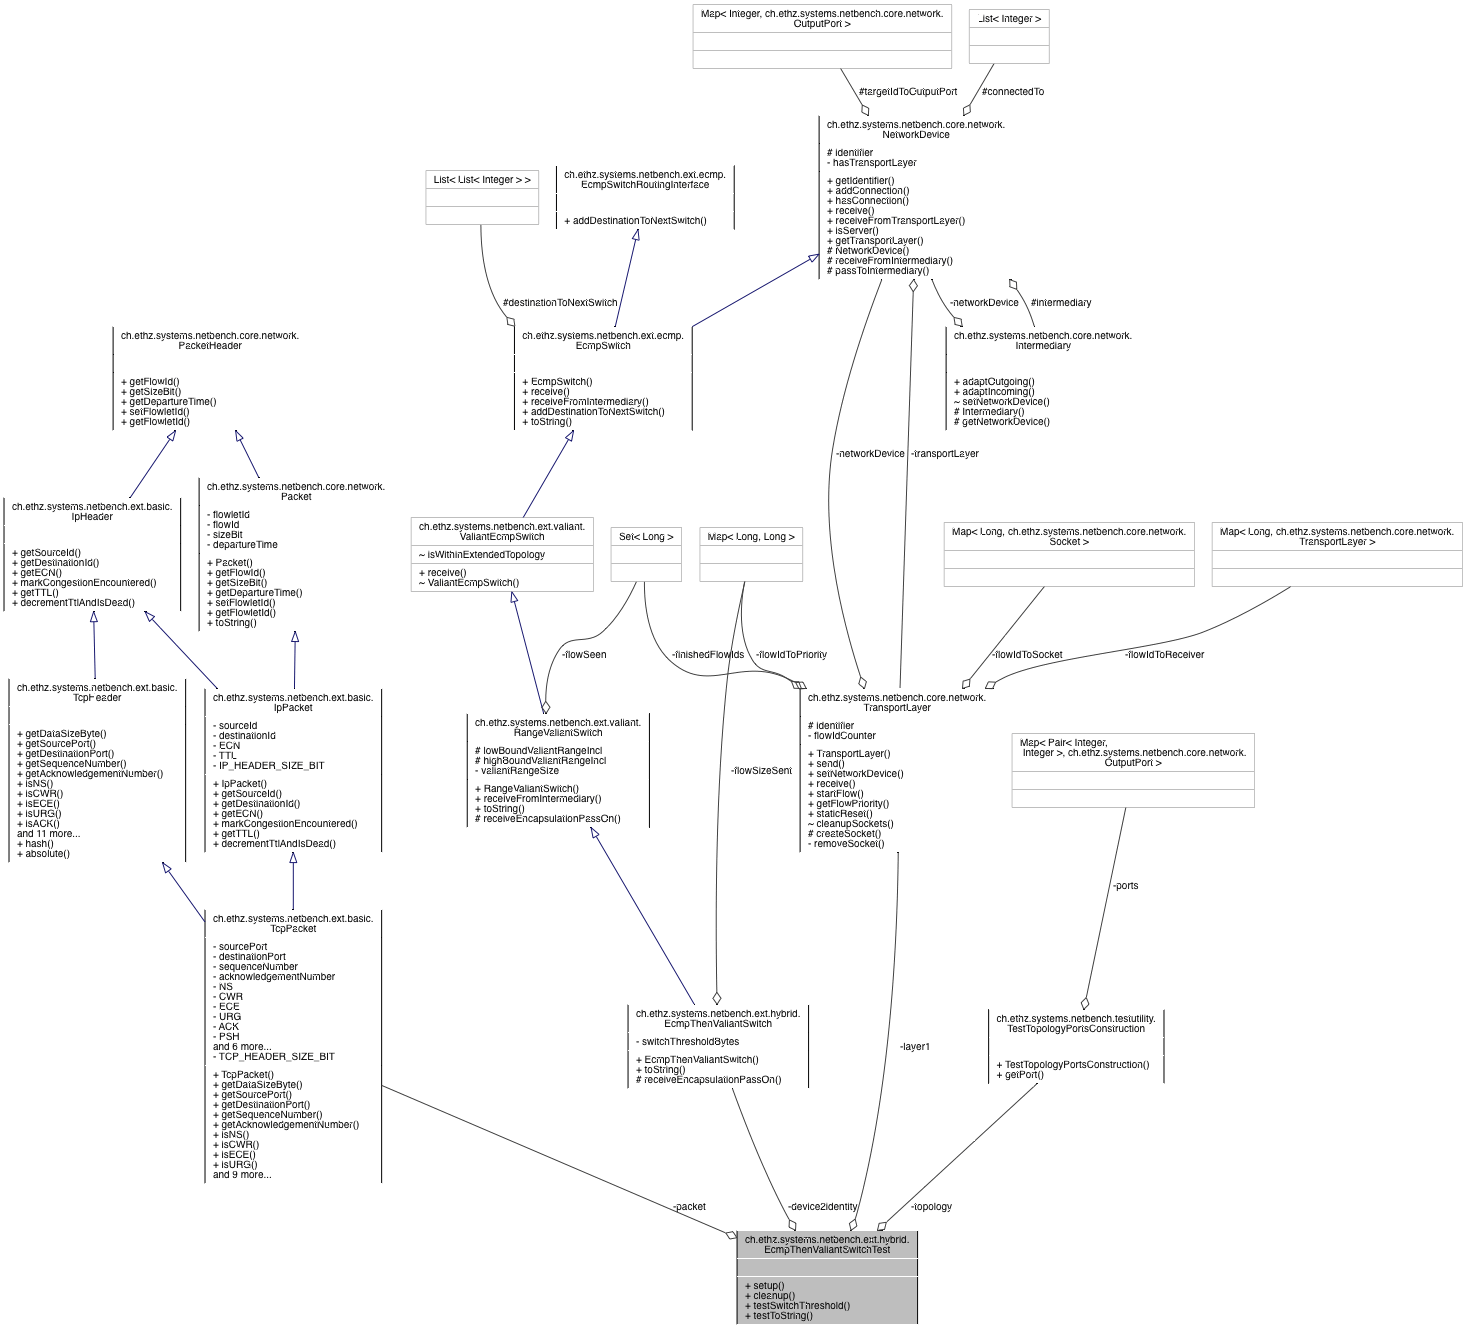 Map< Integer, ch.ethz.systems.netbench.core.network.
OutputPort >
List< Integer >
#targetIdToOutputPort
#connectedTo
ch.ethz.systems.netbench.core.network.
NetworkDevice
# identifier
- hasTransportLayer
+ getIdentifier()
+ addConnection()
+ hasConnection()
+ receive()
+ receiveFromTransportLayer()
+ isServer()
+ getTransportLayer()
# NetworkDevice()
# receiveFromIntermediary()
# passToIntermediary()
List< List< Integer > >
ch.ethz.systems.netbench.ext.ecmp.
EcmpSwitchRoutingInterface
+ addDestinationToNextSwitch()
#destinationToNextSwitch
-networkDevice
#intermediary
ch.ethz.systems.netbench.core.network.
PacketHeader
+ getFlowId()
+ getSizeBit()
+ getDepartureTime()
+ setFlowletId()
+ getFlowletId()
ch.ethz.systems.netbench.ext.ecmp.
EcmpSwitch
+ EcmpSwitch()
+ receive()
+ receiveFromIntermediary()
+ addDestinationToNextSwitch()
+ toString()
ch.ethz.systems.netbench.core.network.
Intermediary
+ adaptOutgoing()
+ adaptIncoming()
~ setNetworkDevice()
# Intermediary()
# getNetworkDevice()
-networkDevice
-transportLayer
ch.ethz.systems.netbench.ext.basic.
IpHeader
+ getSourceId()
+ getDestinationId()
+ getECN()
+ markCongestionEncountered()
+ getTTL()
+ decrementTtlAndIsDead()
ch.ethz.systems.netbench.core.network.
Packet
- flowletId
- flowId
- sizeBit
- departureTime
+ Packet()
+ getFlowId()
+ getSizeBit()
+ getDepartureTime()
+ setFlowletId()
+ getFlowletId()
+ toString()
ch.ethz.systems.netbench.ext.valiant.
ValiantEcmpSwitch
~ isWithinExtendedTopology
+ receive()
~ ValiantEcmpSwitch()
Set< Long >
Map< Long, Long >
Map< Long, ch.ethz.systems.netbench.core.network.
Socket >
Map< Long, ch.ethz.systems.netbench.core.network.
TransportLayer >
-flowSeen
-finishedFlowIds
-flowIdToPriority
-flowIdToSocket
-flowIdToReceiver
ch.ethz.systems.netbench.ext.basic.
TcpHeader
+ getDataSizeByte()
+ getSourcePort()
+ getDestinationPort()
+ getSequenceNumber()
+ getAcknowledgementNumber()
+ isNS()
+ isCWR()
+ isECE()
+ isURG()
+ isACK()
and 11 more...
+ hash()
+ absolute()
ch.ethz.systems.netbench.ext.basic.
IpPacket
- sourceId
- destinationId
- ECN
- TTL
- IP_HEADER_SIZE_BIT
+ IpPacket()
+ getSourceId()
+ getDestinationId()
+ getECN()
+ markCongestionEncountered()
+ getTTL()
+ decrementTtlAndIsDead()
ch.ethz.systems.netbench.ext.valiant.
RangeValiantSwitch
# lowBoundValiantRangeIncl
# highBoundValiantRangeIncl
- valiantRangeSize
+ RangeValiantSwitch()
+ receiveFromIntermediary()
+ toString()
# receiveEncapsulationPassOn()
-flowSizeSent
ch.ethz.systems.netbench.core.network.
TransportLayer
# identifier
- flowIdCounter
+ TransportLayer()
+ send()
+ setNetworkDevice()
+ receive()
+ startFlow()
+ getFlowPriority()
+ staticReset()
~ cleanupSockets()
# createSocket()
- removeSocket()
Map< Pair< Integer,
Integer >, ch.ethz.systems.netbench.core.network.
OutputPort >
-ports
ch.ethz.systems.netbench.ext.basic.
TcpPacket
- sourcePort
- destinationPort
- sequenceNumber
- acknowledgementNumber
- NS
- CWR
- ECE
- URG
- ACK
- PSH
and 6 more...
- TCP_HEADER_SIZE_BIT
+ TcpPacket()
+ getDataSizeByte()
+ getSourcePort()
+ getDestinationPort()
+ getSequenceNumber()
+ getAcknowledgementNumber()
+ isNS()
+ isCWR()
+ isECE()
+ isURG()
and 9 more...
ch.ethz.systems.netbench.ext.hybrid.
EcmpThenValiantSwitch
- switchThresholdBytes
+ EcmpThenValiantSwitch()
+ toString()
# receiveEncapsulationPassOn()
-layer1
ch.ethz.systems.netbench.testutility.
TestTopologyPortsConstruction
+ TestTopologyPortsConstruction()
+ getPort()
-packet
-device2identity
-topology
ch.ethz.systems.netbench.ext.hybrid.
EcmpThenValiantSwitchTest
+ setup()
+ cleanup()
+ testSwitchThreshold()
+ testToString()